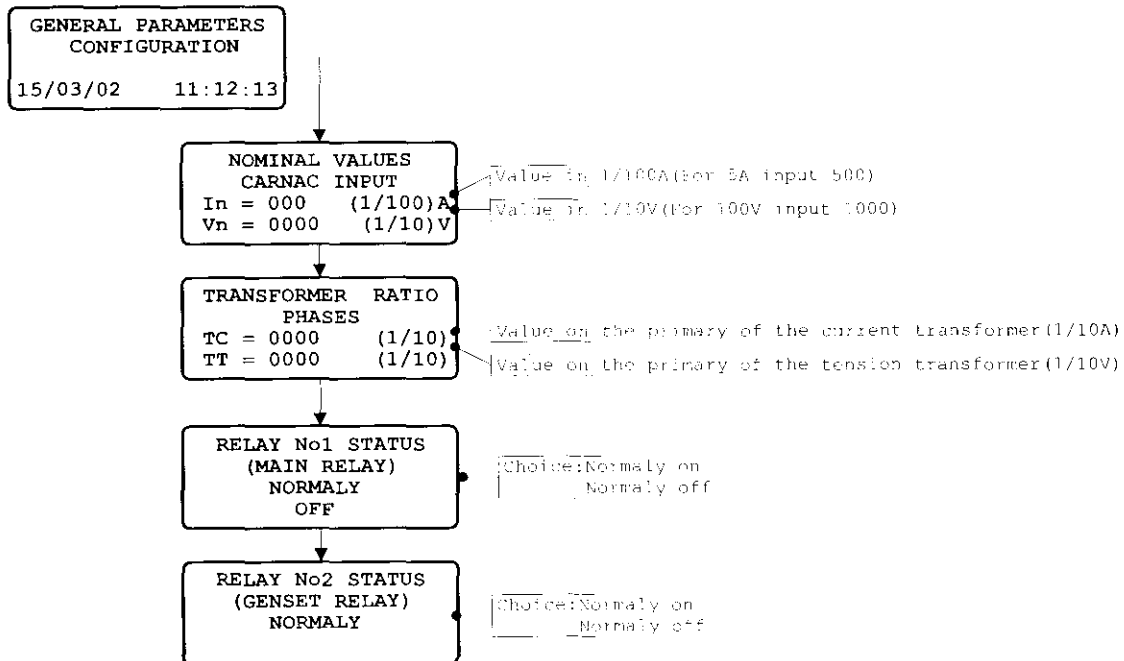 GENERAL PARAMETERS
CONFIGURATION
15/03/02 11:12:13
NOMINAL VALUES
CARNAC INPUT
In = 000 (1/100)A
Vn = 0000 (1/10)V
Value in 1/100A(For 5A input 500)
Value in 1/10V(For 100V input 1000)
TRANSFORMER RATIO
PHASES
TC = 0000 (1/10)
TT = 0000 (1/10)
Value on the primary of the current transformer(1/10A)
Value on the primary of the tension transformer(1/10V)
RELAY No1 STATUS
(MAIN RELAY)
NORMALY
OFF
Choice:Normaly on
Normaly off
RELAY No2 STATUS
(GENSET RELAY)
NORMALY
Choice:Normaly on
Normaly off